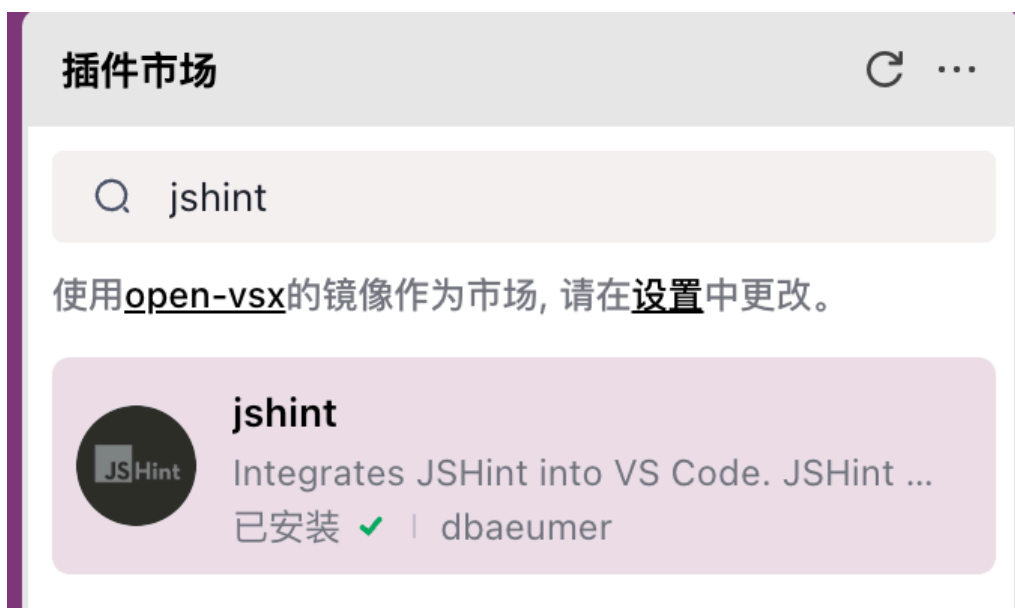 插件市场
jshint
使用open-vsx的镜像作为市场, 请在设置中更改。
jshint
JSHint
Integrates JSHint into VS Code. JSHint ...
已安装
dbaeumer